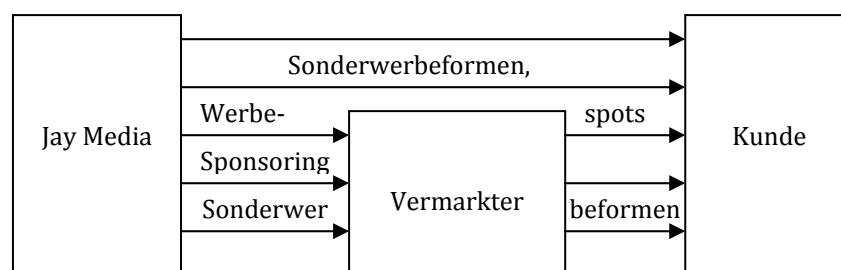 Sonderwerbeformen,
Werbe- spots
Jay Media Kunde
Sponsoring
Vermarkter
Sonderwer beformen